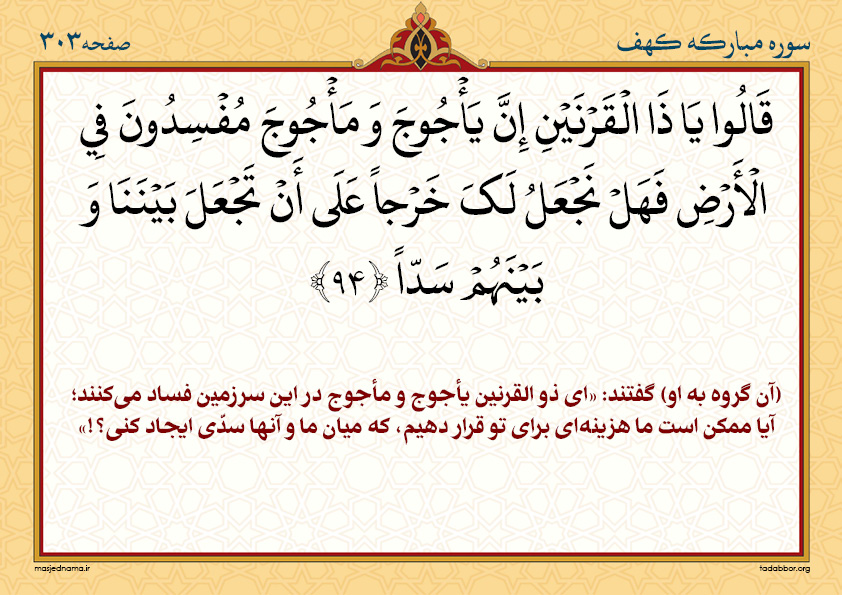 سوره مبارکه کهف
صفحه ۳۰۳
قَالُوا يَا ذَا الْقَرْنَيْنِ إِنَّ يَأْجُوجَ وَ مَأْجُوجَ مُفْسِدُونَ فِي
الْأَرْضِ فَهَلْ نَجْعَلُ لَکَ خَرْجاً عَلَى أَنْ تَجْعَلَ بَيْنَنَا وَ
بَيْنَهُمْ سَدّاً ﴿۹۴﴾
(آن گروه به او) گفتند: «ای ذو القرنین یأجوج و مأجوج در این سرزمین فساد می‌کنند؛
آیا ممکن است ما هزینه‌ای برای تو قرار دهیم، که میان ما و آنها سدّی ایجاد کنی؟!»
masjednama.ir
tadabbor.org